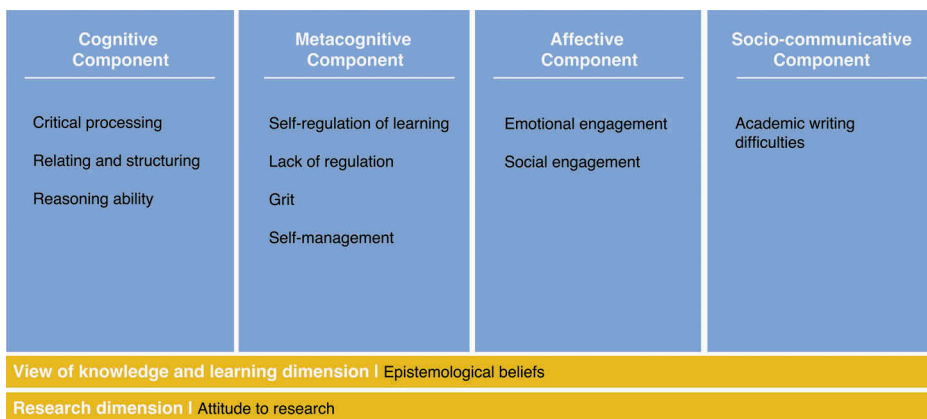 Cognitive
Component
Critical processing
Relating and structuring
Reasoning ability
Metacognitive
Component
Self-regulation of learning
Lack of regulation
Grit
Self-management
Affective
Component
Emotional engagement
Social engagement
Socio-communicative
Component
Academic writing
difficulties
View of knowledge and learning dimension | Epistemological beliefs
Research dimension | Attitude to research